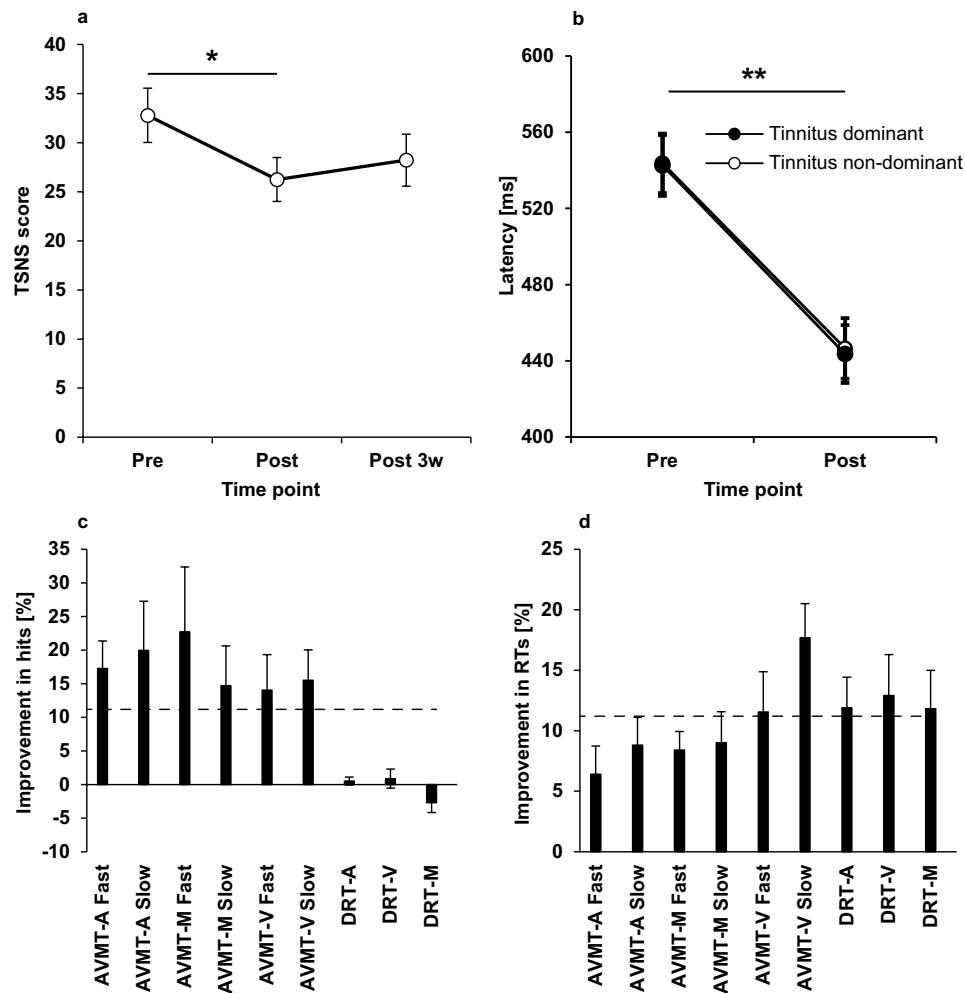 a
TSNS score
40
35
30
25
20
15
10
5
0
*
Pre
Post
Post 3w
Time point
b
Latency [ms]
600
560
520
480
440
400
**
Tinnitus dominant
Tinnitus non-dominant
Pre
Post
Time point
c
Improvement in hits [%]
35
30
25
20
15
10
5
0
-5
-10
AVMT-A Fast
AVMT-A Slow
AVMT-M Fast
AVMT-M Slow
AVMT-V Fast
AVMT-V Slow
DRT-A
DRT-V
DRT-M
d
Improvement in RTs [%]
25
20
15
10
5
0
AVMT-A Fast
AVMT-A Slow
AVMT-M Fast
AVMT-M Slow
AVMT-V Fast
AVMT-V Slow
DRT-A
DRT-V
DRT-M